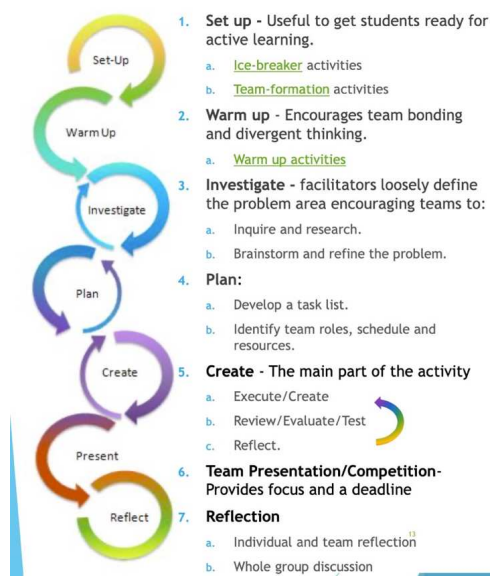 Set-Up
Warm Up
Investigate
Plan
Create
Present
Reflect
1. Set up - Useful to get students ready for
active learning.
a. Ice-breaker activities
b. Team-formation activities
2. Warm up - Encourages team bonding
and divergent thinking.
a. Warm up activities
3. Investigate - facilitators loosely define
the problem area encouraging teams to:
a. Inquire and research.
b. Brainstorm and refine the problem.
4. Plan:
a. Develop a task list.
b. Identify team roles, schedule and
resources.
5. Create - The main part of the activity
a. Execute/Create
b. Review/Evaluate/Test
c. Reflect.
6. Team Presentation/Competition-
Provides focus and a deadline
7. Reflection
13
a. Individual and team reflection
b. Whole group discussion